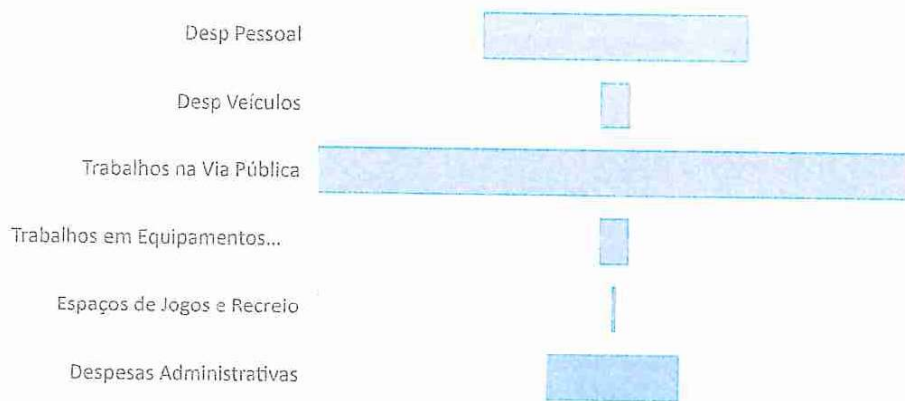 Desp Pessoal
Desp Veículos
Trabalhos na Via Pública
Trabalhos em Equipamentos...
Espaços de Jogos e Recreio
Despesas Administrativas